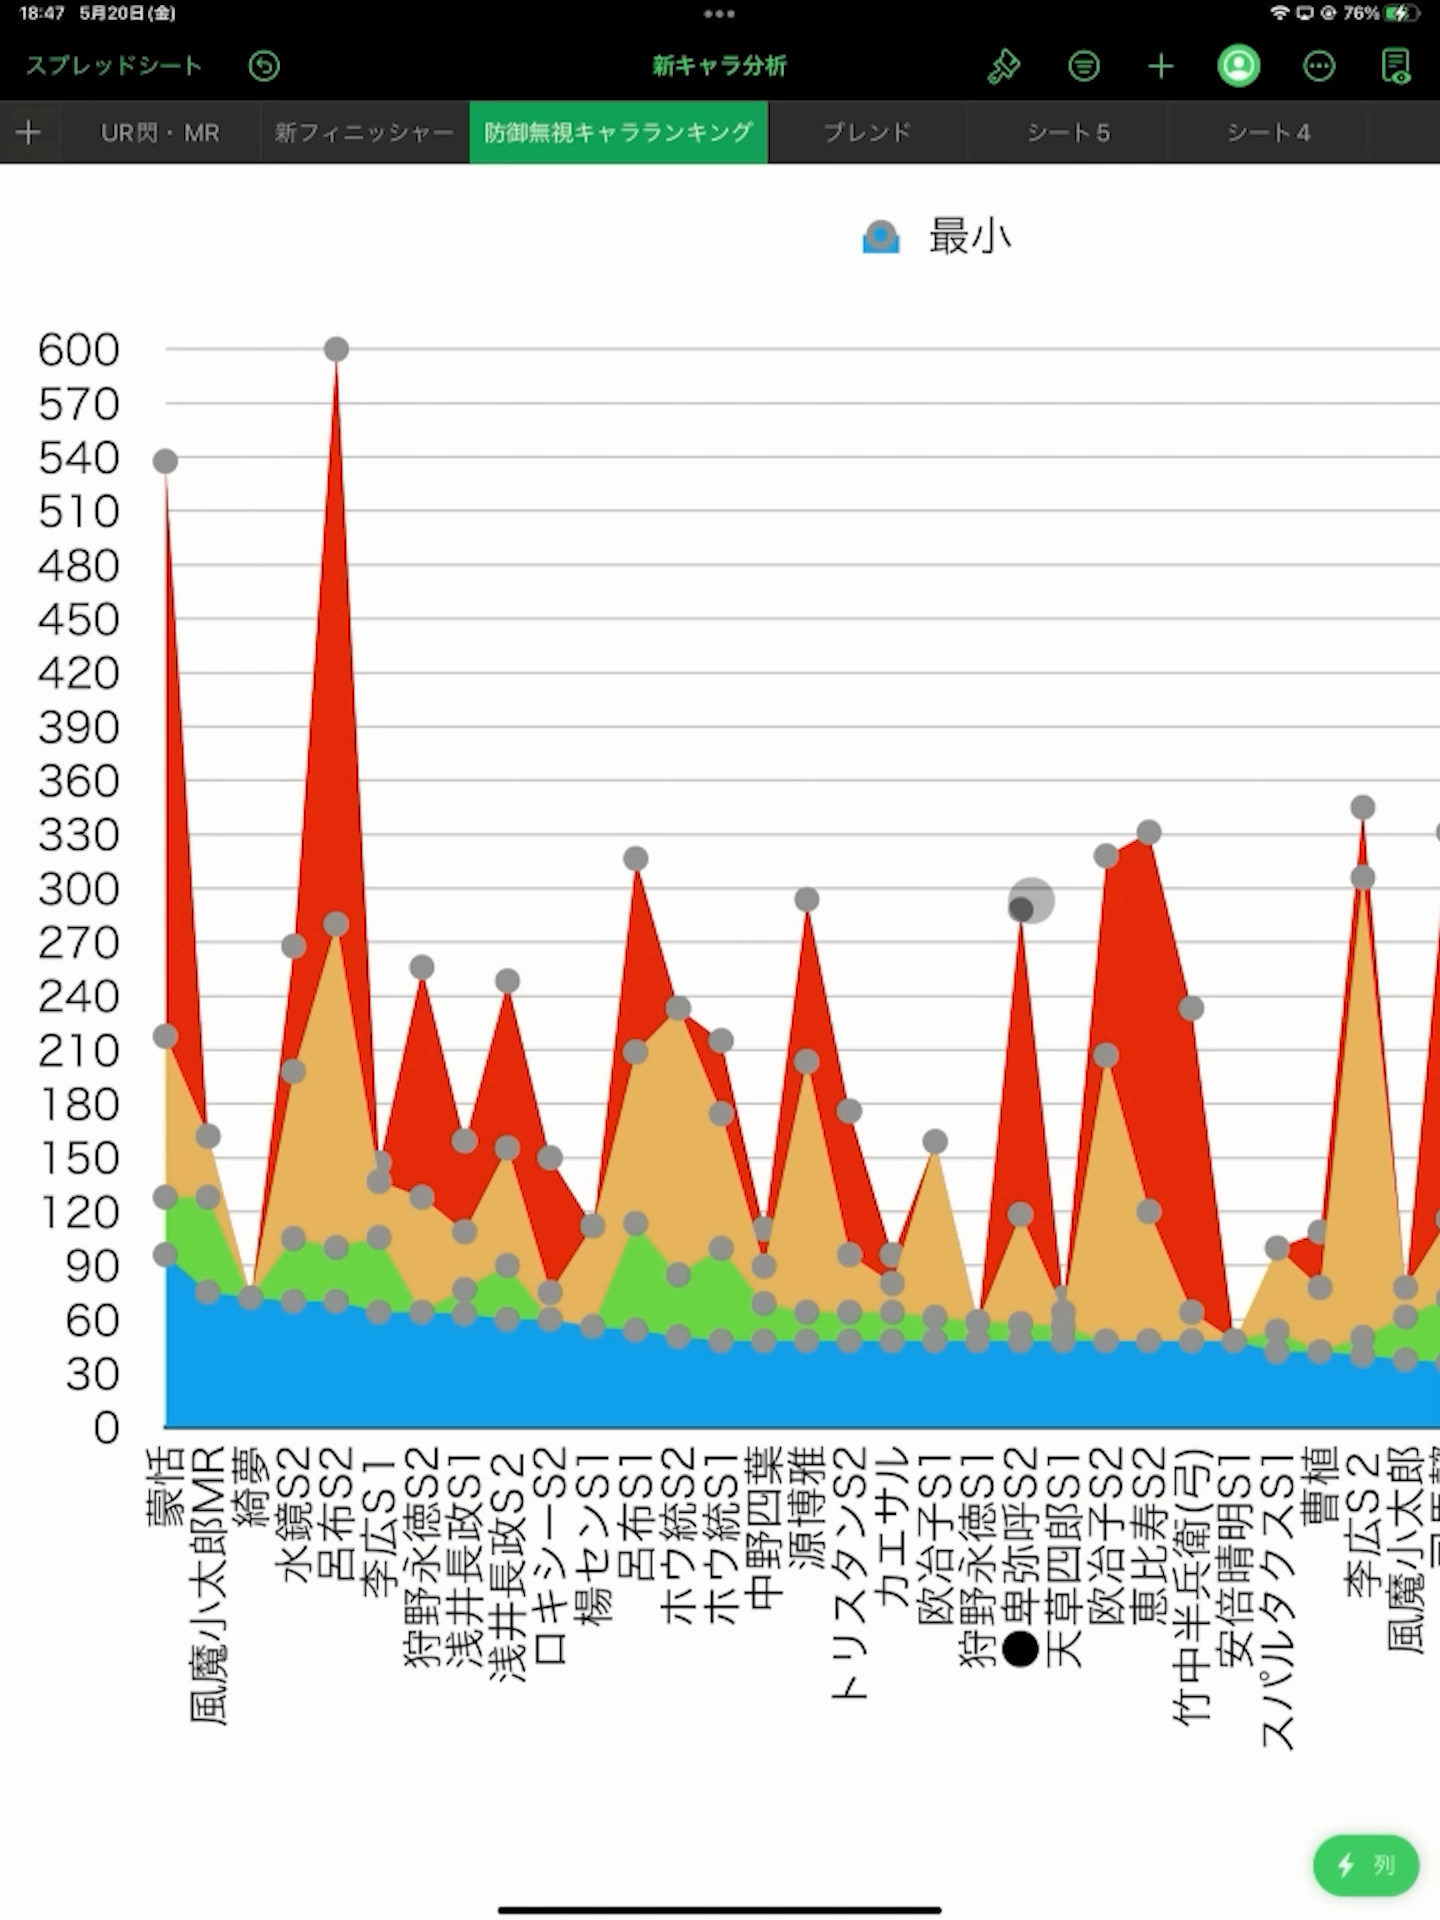 18:47 5月20日(金)
76%
スプレッドシート
新キャラ分析
UR閃・MR
新フィニッシャー
防御無視キャラランキング
ブレンド
シート5
シート4
最小
600
570
540
510
480
450
420
390
360
330
300
270
240
210
180
150
120
90
60
30
0
蒙恬
風魔小太郎MR
綺夢
水鏡S2
呂布S2
李広S1
狩野永徳S2
浅井長政S1
浅井長政S2
ロキシーS2
楊センS1
呂布S1
ホウ統S2
ホウ統S1
中野四葉
源博雅
トリスタンS2
カエサル
欧冶子S1
狩野永徳S1
●卑弥呼S2
天草四郎S1
欧冶子S2
恵比寿S2
竹中半兵衛(弓)
安倍晴明S1
スパルタクスS1
曹植
李広S2
風魔小太郎
列